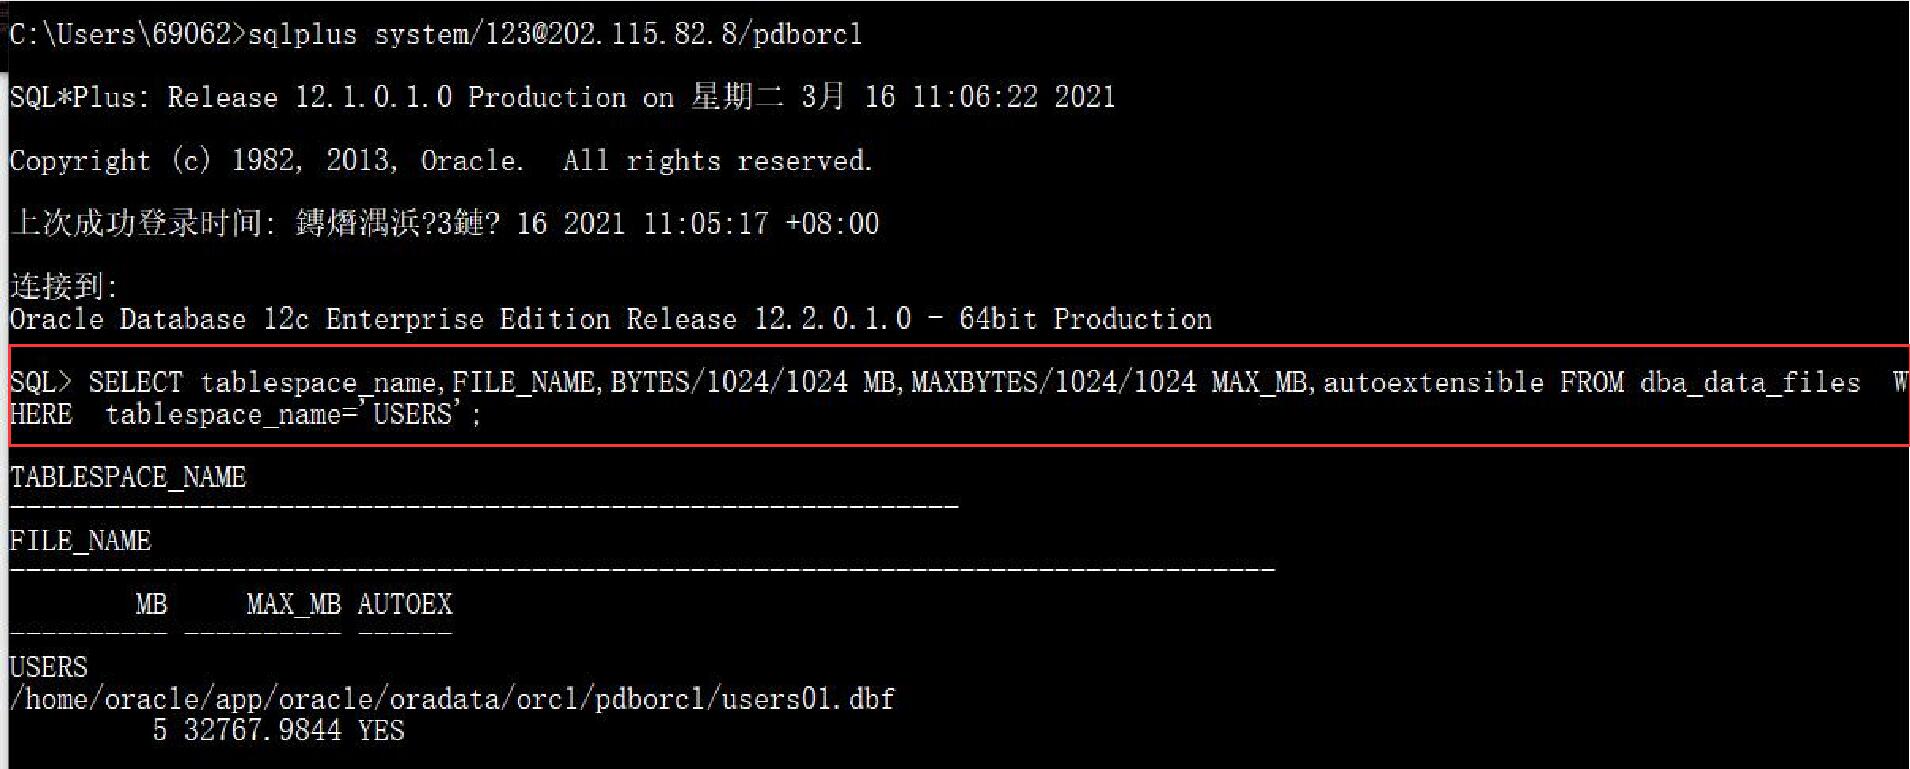 C:\Users\69062>sqlplus system/123@202.115.82.8/pdborcl
SQL*Plus: Release 12.1.0.1.0 Production on 星期二 3月 16 11:06:22 2021
Copyright (c) 1982, 2013, Oracle.  All rights reserved.
上次成功登录时间: 鏄熸湡浜?3鏈? 16 2021 11:05:17 +08:00
连接到:
Oracle Database 12c Enterprise Edition Release 12.2.0.1.0 - 64bit Production
SQL> SELECT tablespace_name,FILE_NAME,BYTES/1024/1024 MB,MAXBYTES/1024/1024 MAX_MB,autoextensible FROM dba_data_files  W
HERE  tablespace_name='USERS';
TABLESPACE_NAME
------------------------------------------------------------
FILE_NAME
--------------------------------------------------------------------------------
        MB     MAX_MB AUTOEX
---------- ---------- ------
USERS
/home/oracle/app/oracle/oradata/orcl/pdborcl/users01.dbf
         5 32767.9844 YES